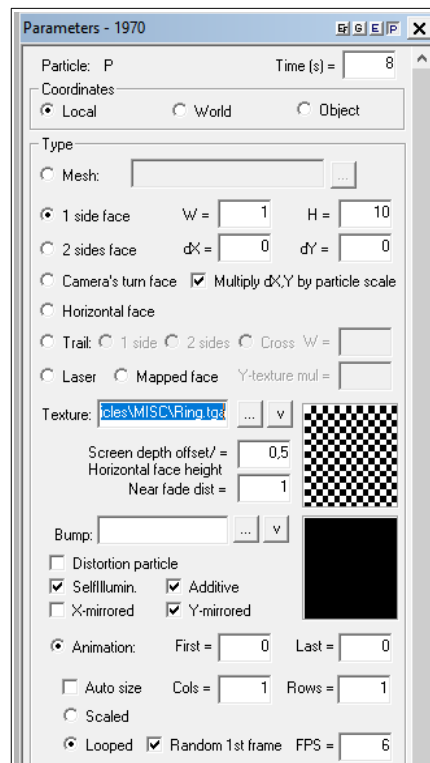 Parameters - 1970
Er G E P
Particle: P Time (s) = 8
Coordinates
Local World Object
Type
Mesh: ...
1 side face W = 1 H = 10
2 sides face dX = 0 dY = 0
Camera's turn face Multiply dX,Y by particle scale
Horizontal face
Trail: 1 side 2 sides Cross W =
Laser Mapped face Y-texture mul =
Texture: icles\MISC\Ring.tga ... v
Screen depth offset/ = 0,5
Horizontal face height
Near fade dist = 1
Bump: ... v
Distortion particle
SelfIllumin. Additive
X-mirrored Y-mirrored
Animation: First = 0 Last = 0
Auto size Cols = 1 Rows = 1
Scaled
Looped Random 1st frame FPS = 6